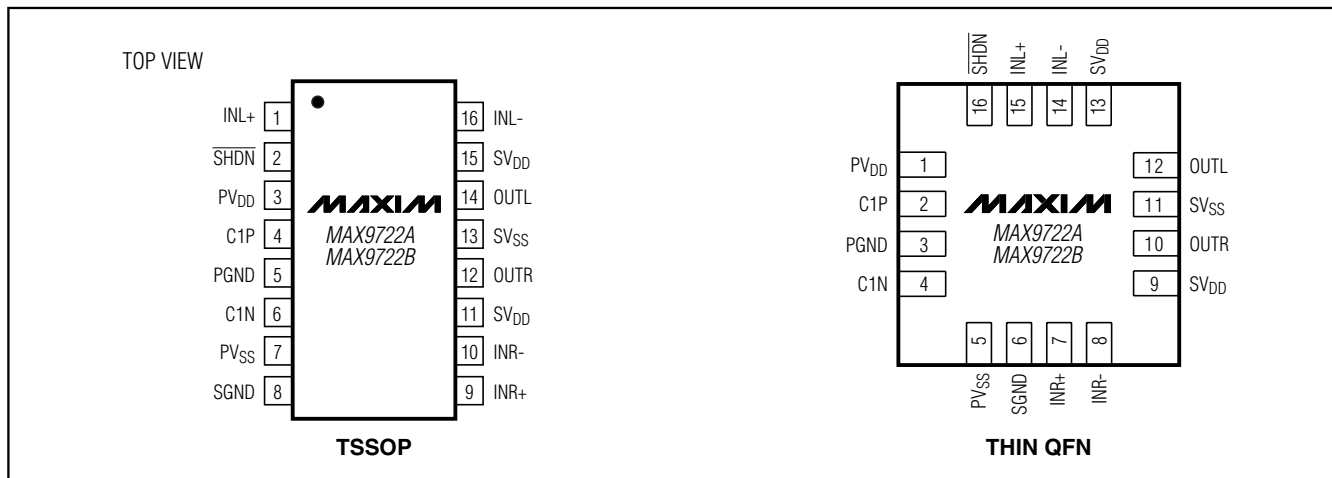 TOP VIEW
INL+ 1
SHDN 2
PVDD 3
C1P 4
PGND 5
C1N 6
PVSS 7
SGND 8
MAXIM
MAX9722A
MAX9722B
16 INL-
15 SVDD
14 OUTL
13 SVSS
12 OUTR
11 SVDD
10 INR-
9 INR+
TSSOP
SHDN INL+ INL- SVDD
16 15 14 13
PVDD 1
C1P 2
PGND 3
C1N 4
MAXIM
MAX9722A
MAX9722B
12 OUTL
11 SVSS
10 OUTR
9 SVDD
5 6 7 8
PVSS SGND INR+ INR-
THIN QFN